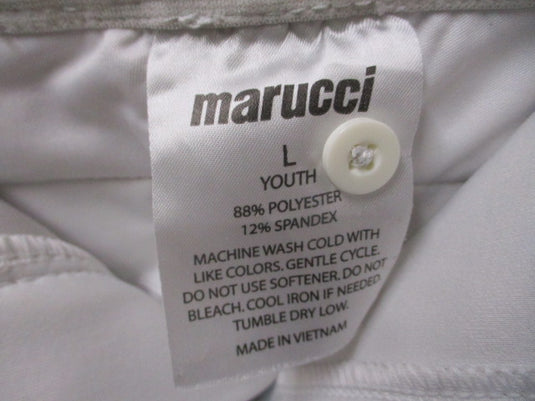 marucci
L
YOUTH
88% POLYESTER
12% SPANDEX
MACHINE WASH COLD WITH
LIKE COLORS. GENTLE CYCLE.
DO NOT USE SOFTENER. DO NOT
BLEACH. COOL IRON IF NEEDED.
TUMBLE DRY LOW.
MADE IN VIETNAM